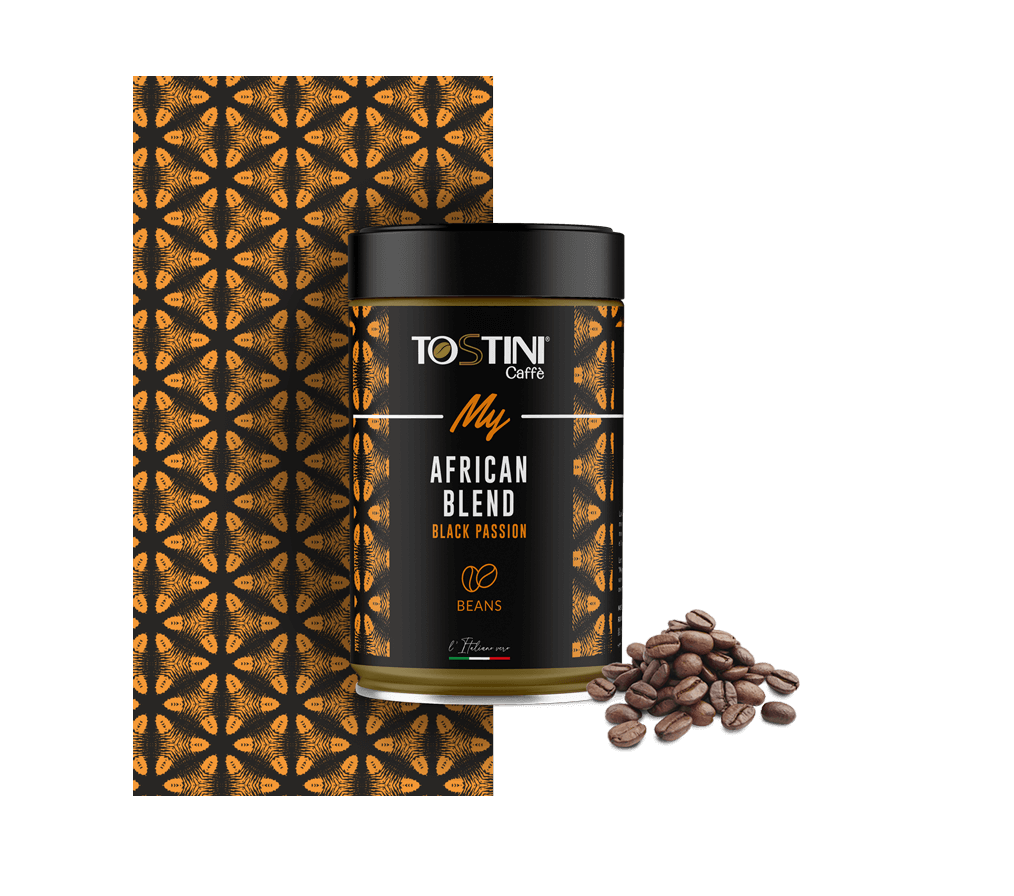 TOSTINI®
Caffè
My
AFRICAN
BLEND
BLACK PASSION
BEANS
l'Italiano vero